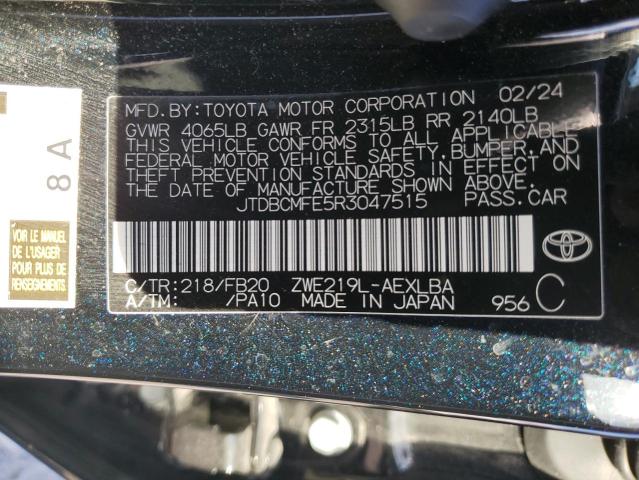 MFD.BY:TOYOTA MOTOR CORPORATION 02/24
GVWR 4065LB GAWR FR 2315LB RR 2140LB
THIS VEHICLE CONFORMS TO ALL APPLICABLE
FEDERAL MOTOR VEHICLE SAFETY,BUMPER,AND
THEFT PREVENTION STANDARDS IN EFFECT ON
THE DATE OF MANUFACTURE SHOWN ABOVE.
JTDBCMFE5R3047515 PASS.CAR
C/TR:218/FB20 ZWE219L-AEXLBA
A/TM: /PA10 MADE IN JAPAN 956 C
8A
VOIR LE MANUEL
DE L'USAGER
POUR PLUS DE
RENSEIGNEMENTS.